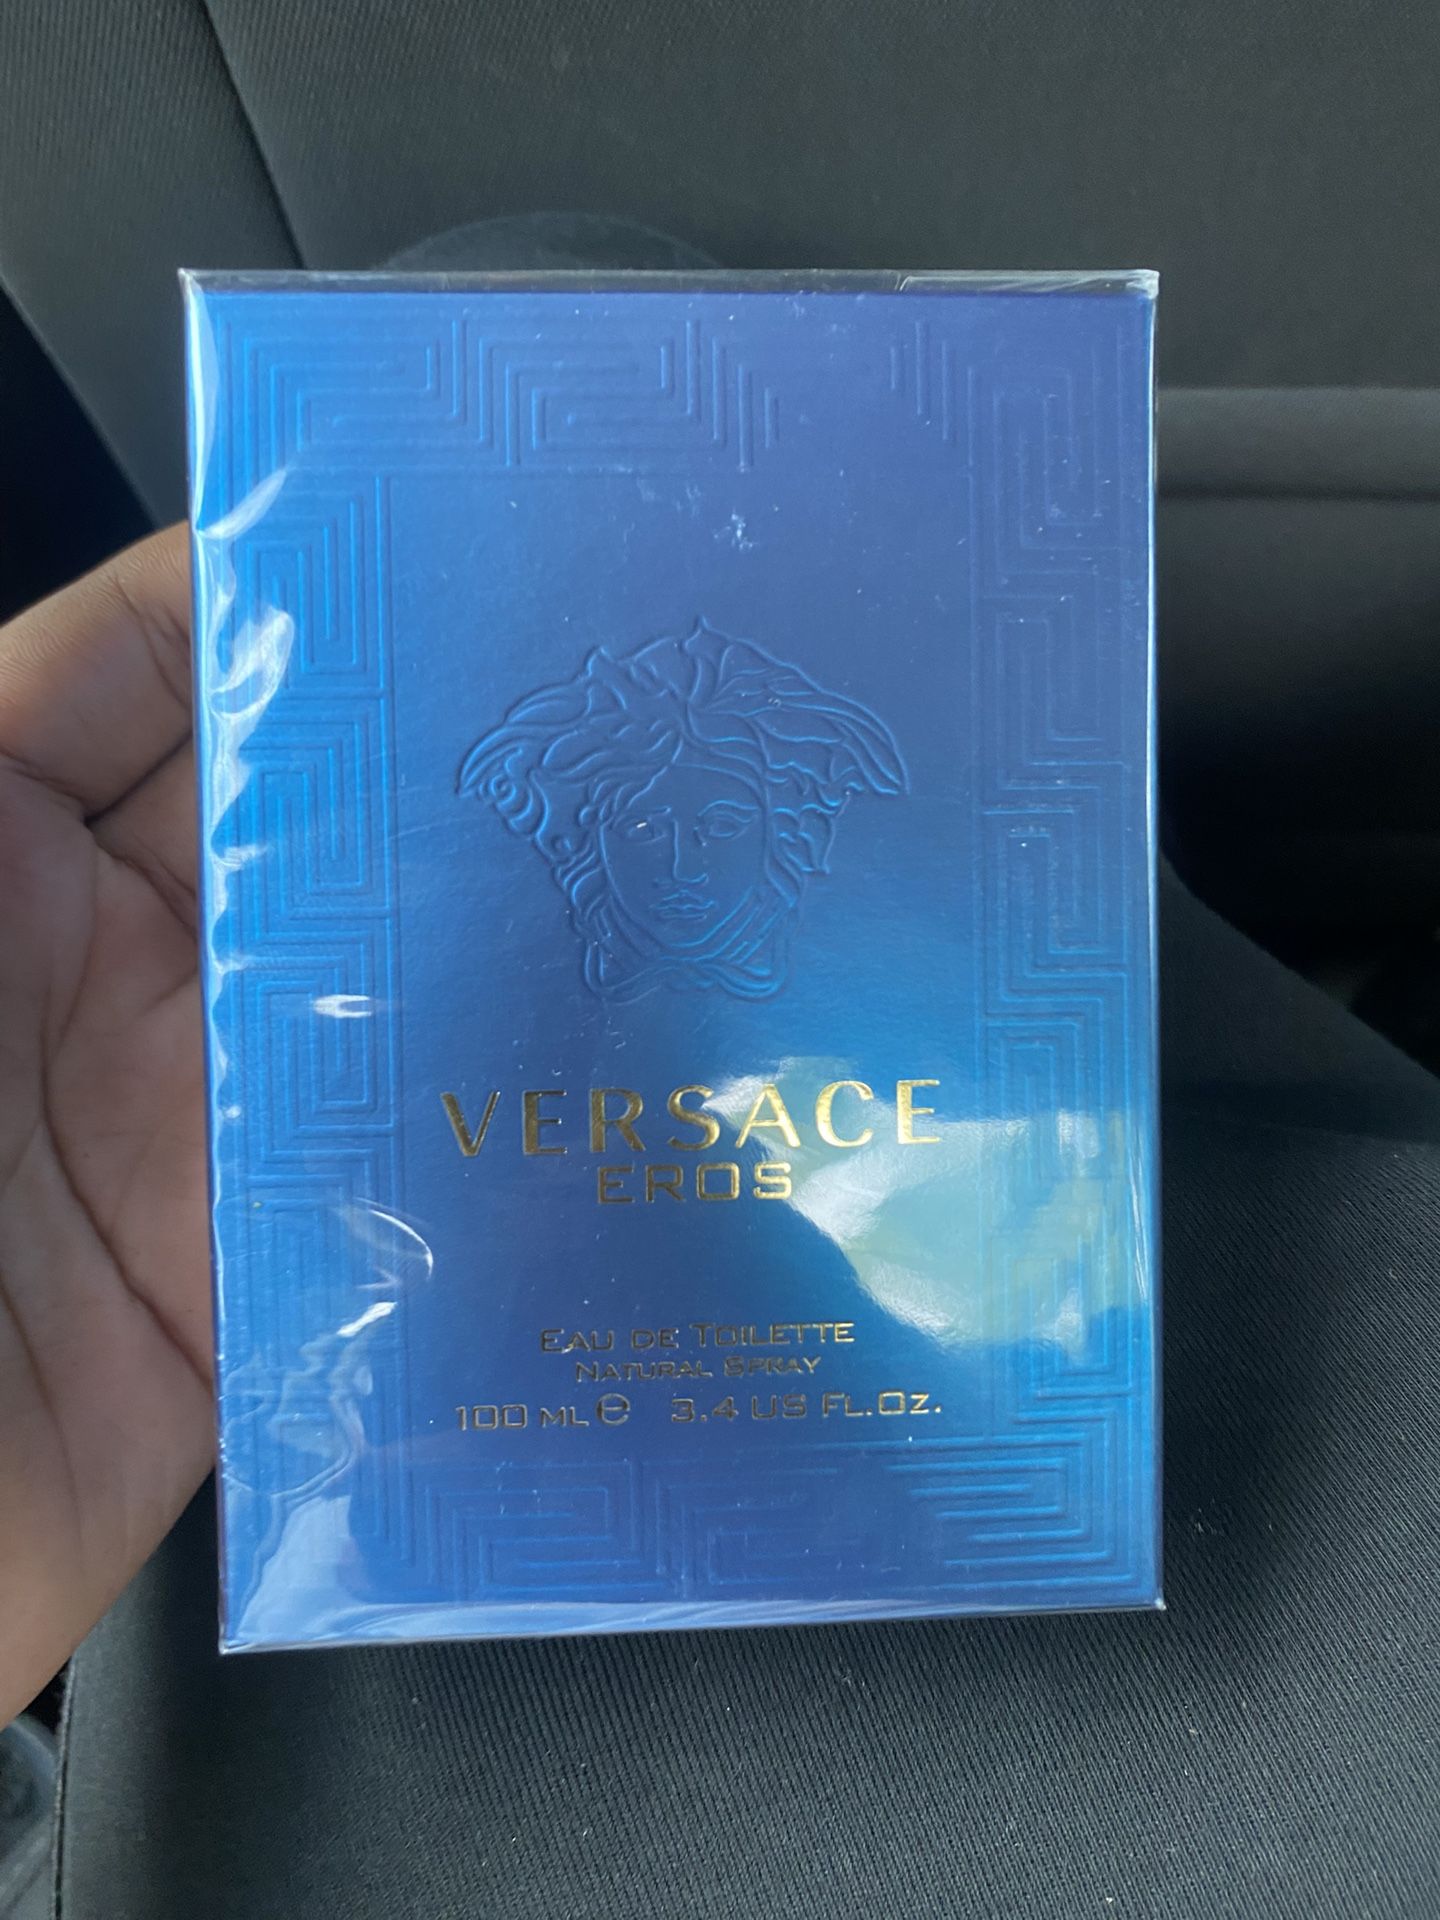 VERSACE
EROS
EAU DE TOILETTE
NATURAL SPRAY
100 ML ℮ 3.4 US FL.OZ.